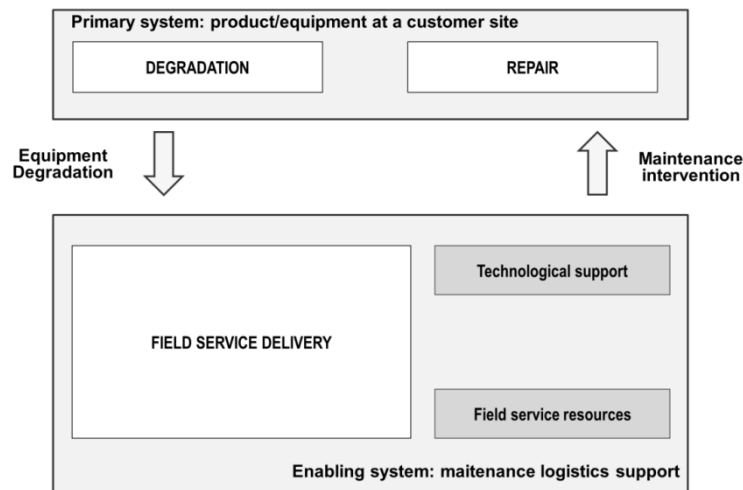 Primary system: product/equipment at a customer site
DEGRADATION
REPAIR
Equipment
Degradation
Maintenance
intervention
FIELD SERVICE DELIVERY
Technological support
Field service resources
Enabling system: maitenance logistics support